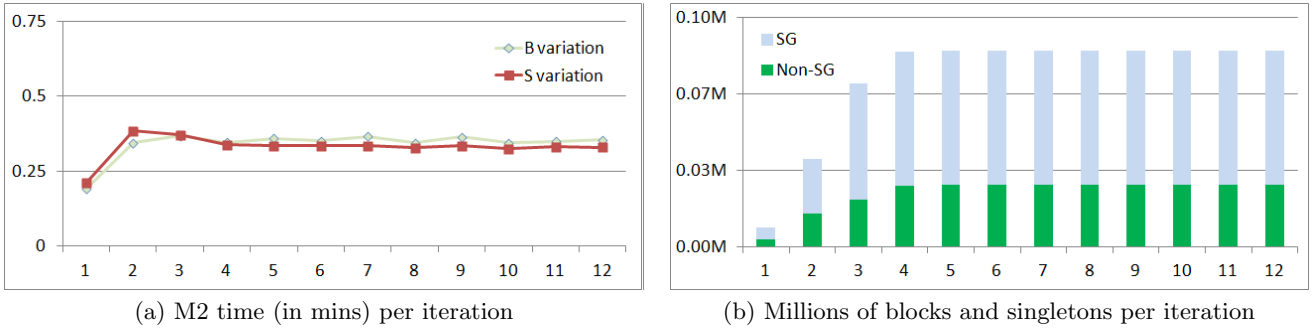 0.75
B variation
S variation
0.5
0.25
0
1 2 3 4 5 6 7 8 9 10 11 12
(a) M2 time (in mins) per iteration
0.10M
SG
Non-SG
0.07M
0.03M
0.00M
1 2 3 4 5 6 7 8 9 10 11 12
(b) Millions of blocks and singletons per iteration